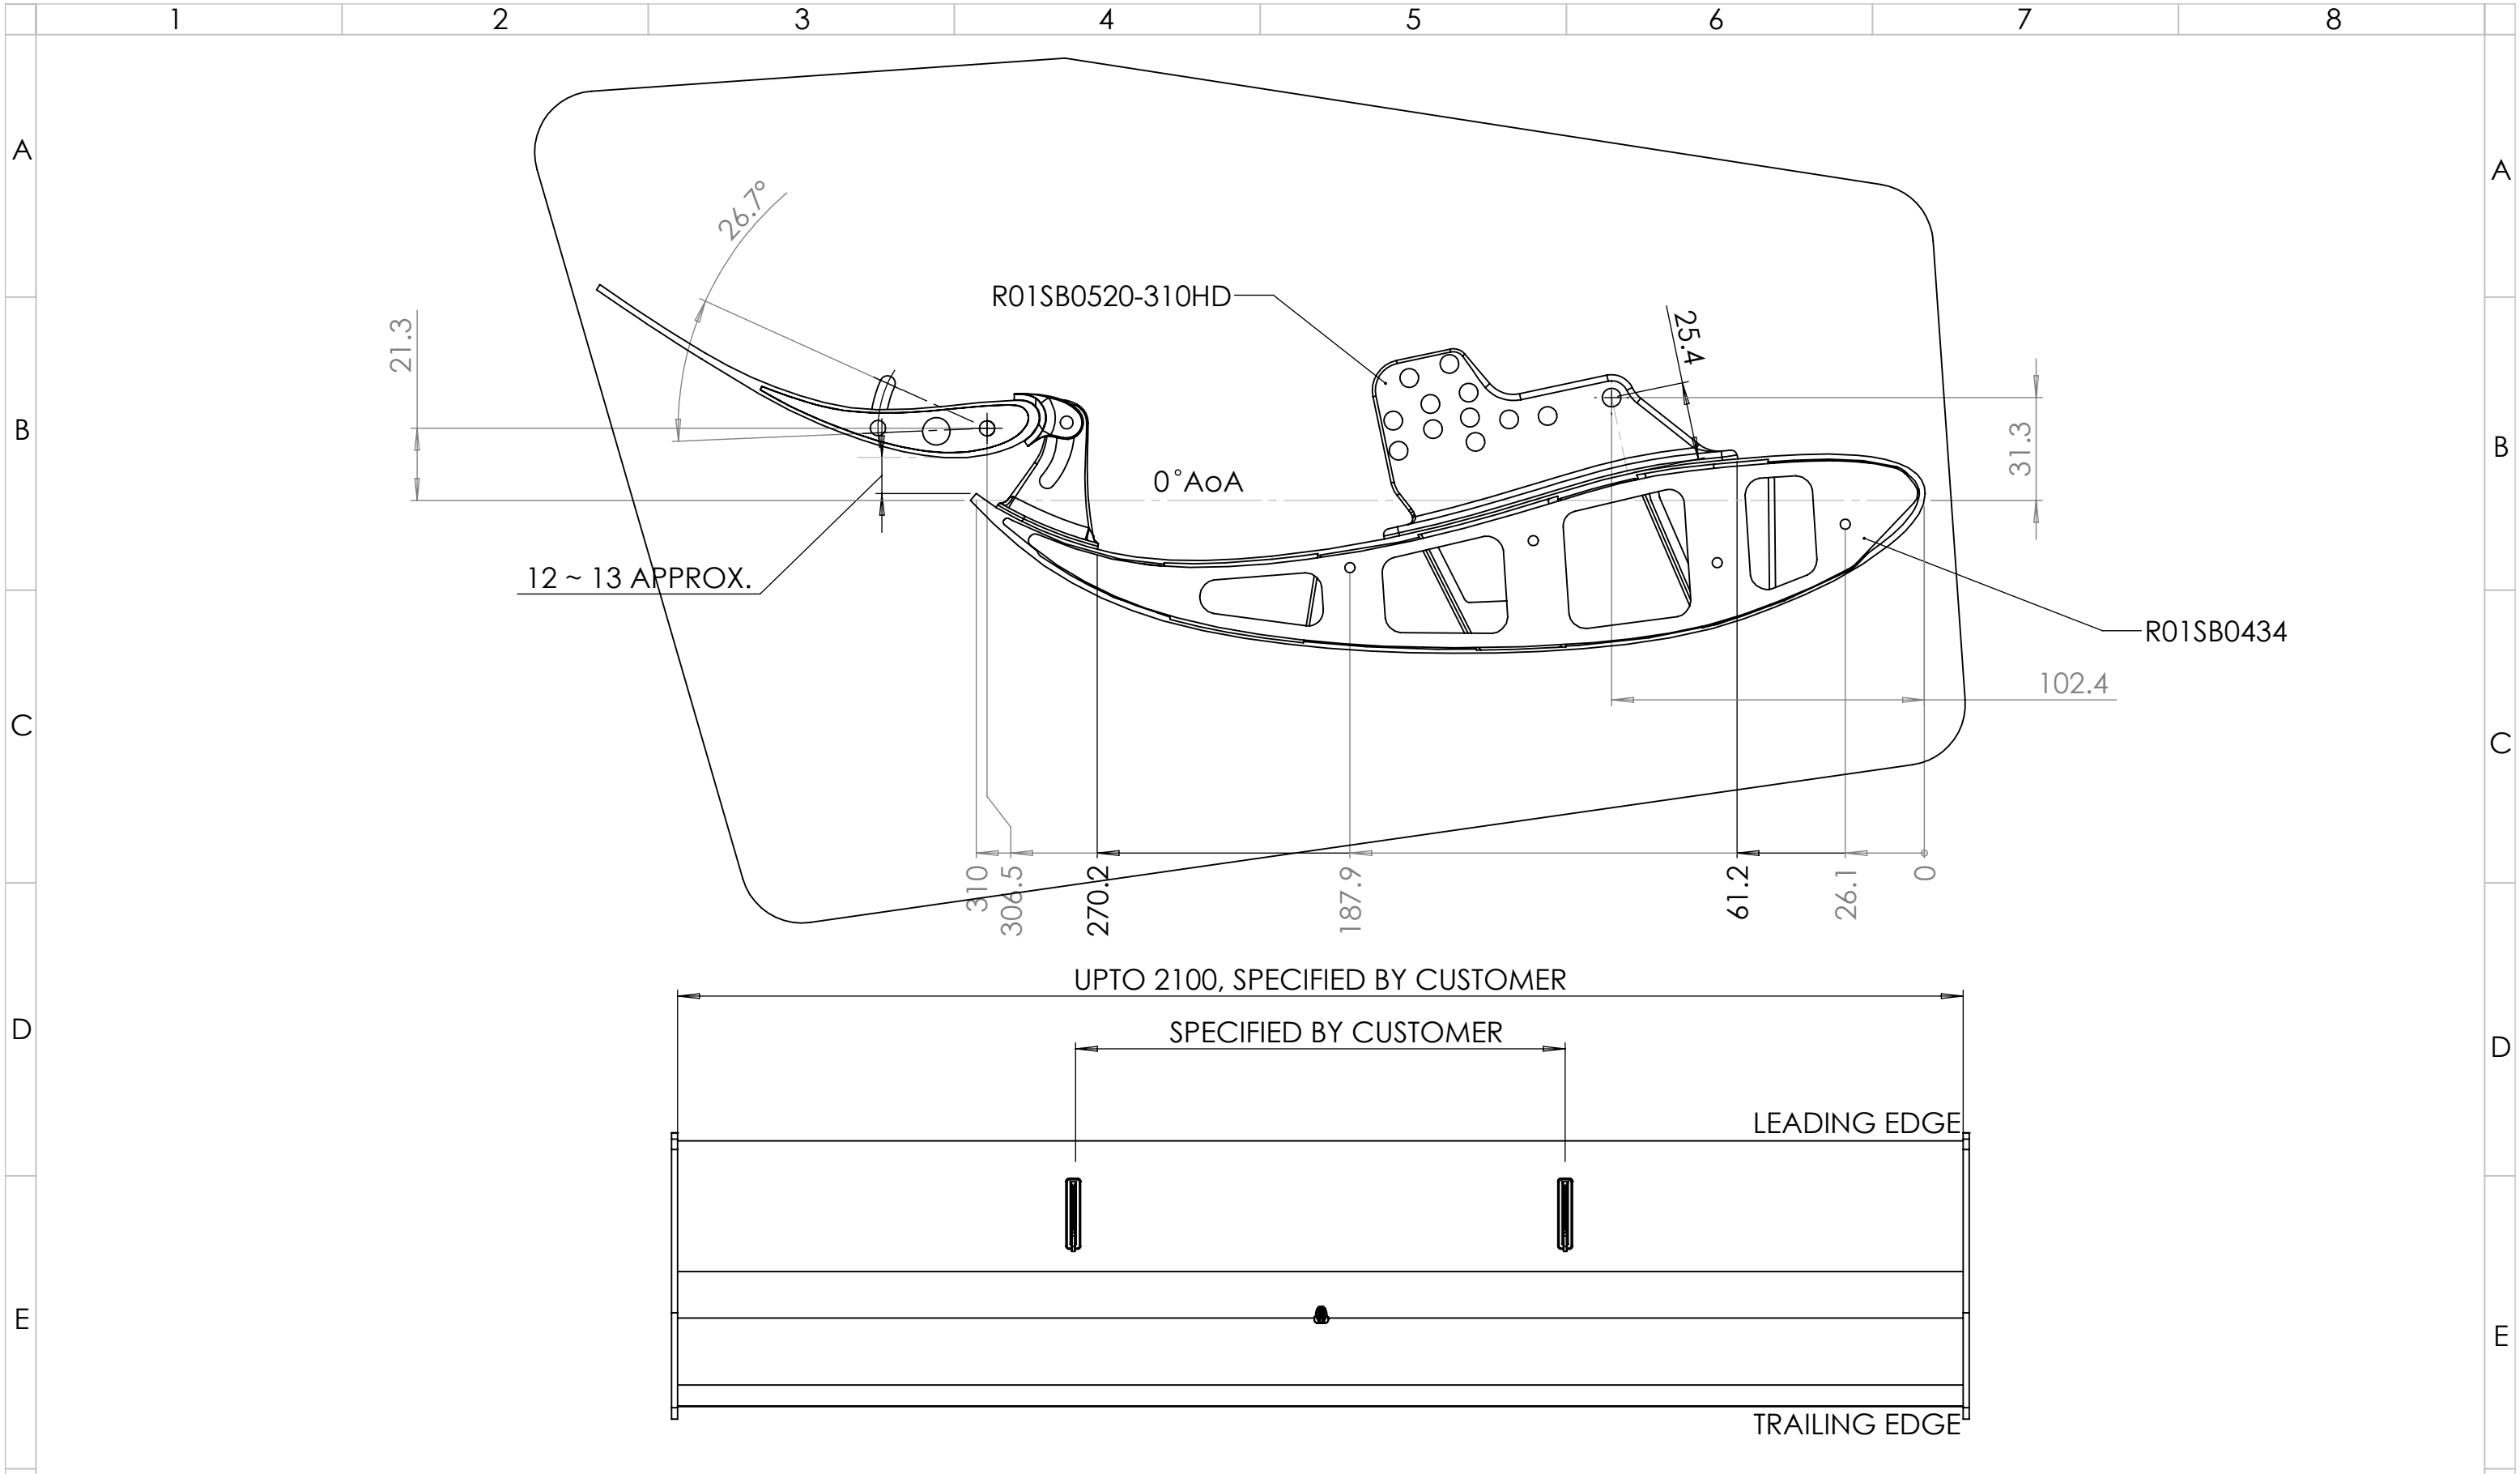 1 2 3 4 5 6 7 8
A A
26.7°
R01SB0520-310HD
21.3
25.4
31.3
B B
0°AoA
12 ~ 13 APPROX.
R01SB0434
102.4
C C
310 306.5 270.2 187.9 61.2 26.1 0
UPTO 2100, SPECIFIED BY CUSTOMER
D D
SPECIFIED BY CUSTOMER
LEADING EDGE
E E
TRAILING EDGE